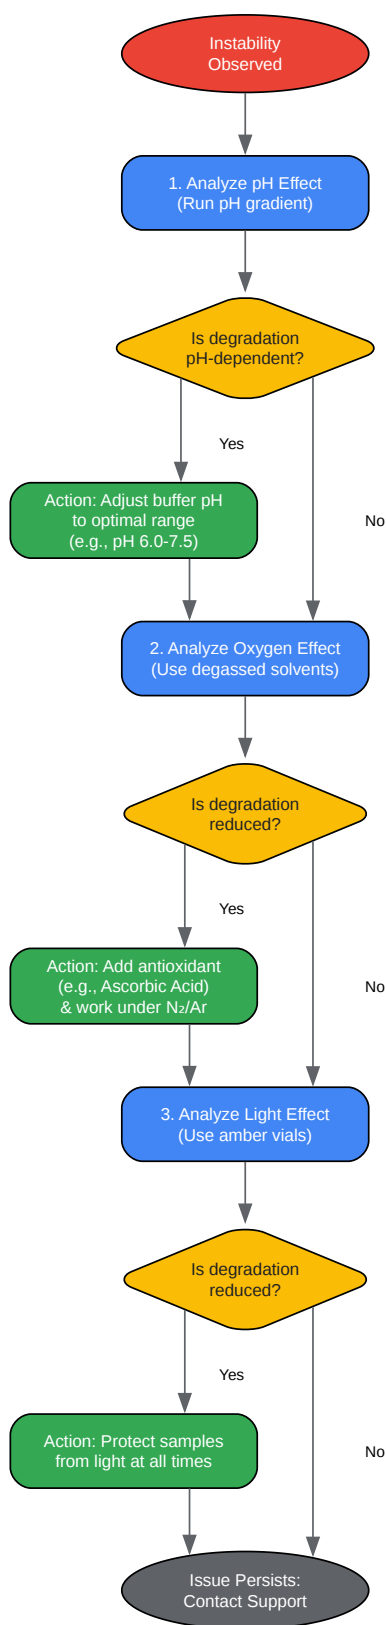 Instability
Observed
1. Analyze pH Effect
(Run pH gradient)
Is degradation
pH-dependent?
Yes
Action: Adjust buffer pH
to optimal range
(e.g., pH 6.0-7.5)
No
2. Analyze Oxygen Effect
(Use degassed solvents)
Is degradation
reduced?
Yes
Action: Add antioxidant
(e.g., Ascorbic Acid)
& work under N₂/Ar
No
3. Analyze Light Effect
(Use amber vials)
Is degradation
reduced?
Yes
Action: Protect samples
from light at all times
No
Issue Persists:
Contact Support